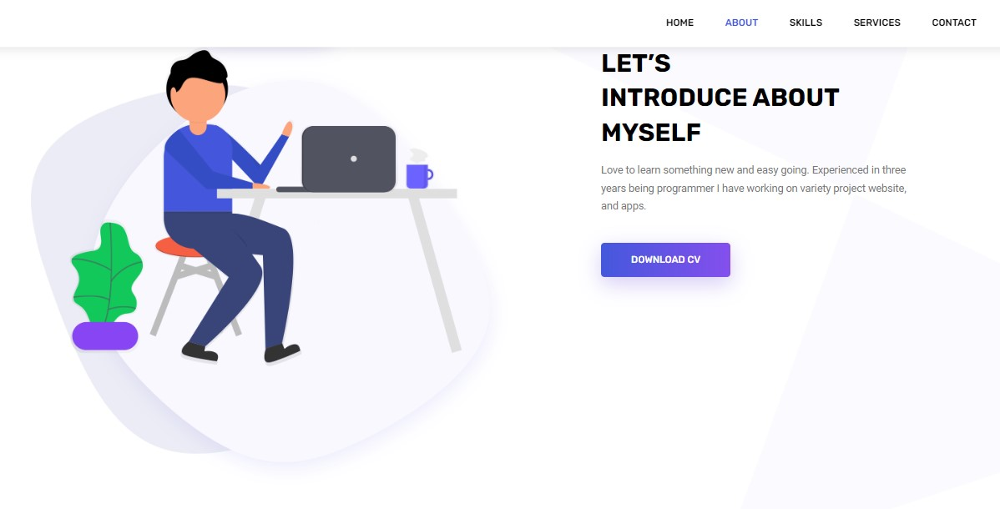 HOME ABOUT SKILLS SERVICES CONTACT
LET’S
INTRODUCE ABOUT
MYSELF
Love to learn something new and easy going. Experienced in three
years being programmer I have working on variety project website,
and apps.
DOWNLOAD CV